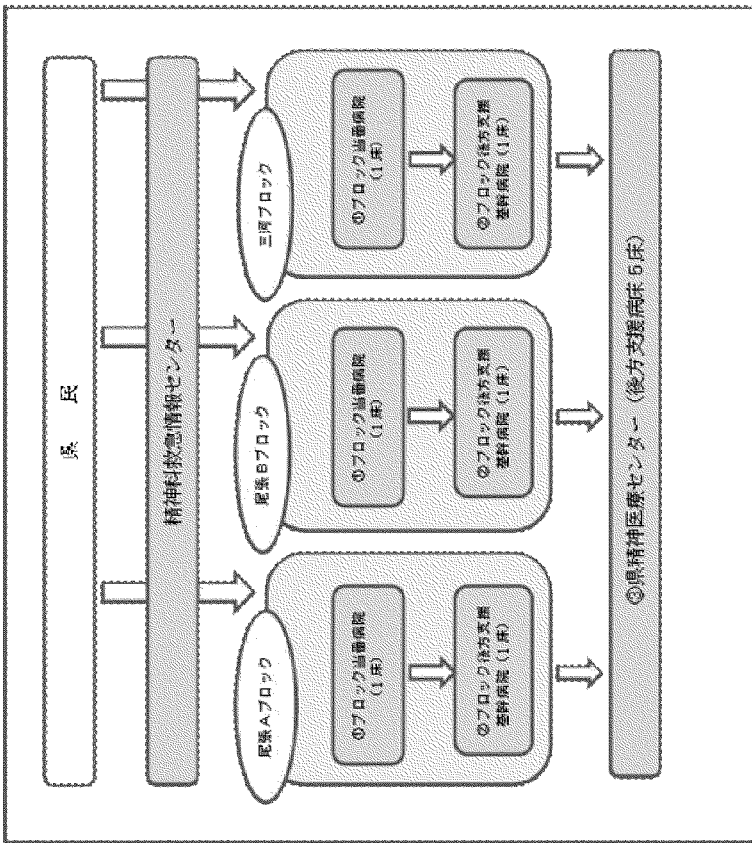 県 民
精神科救急情報センター
尾張Aブロック
①ブロック当番病院
(1床)
②ブロック後方支援
基幹病院(1床)
尾張Bブロック
①ブロック当番病院
(1床)
②ブロック後方支援
基幹病院(1床)
三河ブロック
①ブロック当番病院
(1床)
②ブロック後方支援
基幹病院(1床)
③県精神医療センター(後方支援病床5床)